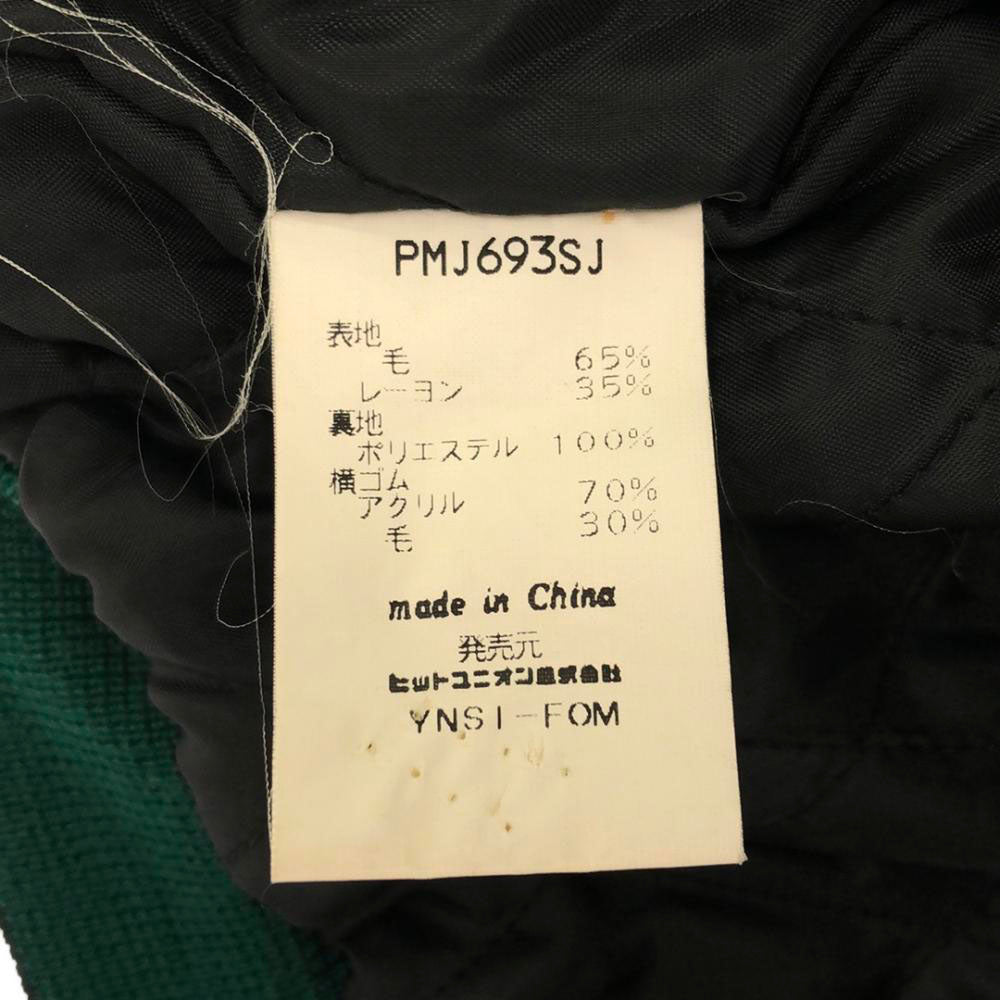 PMJ693SJ
表地
毛 65%
レーヨン 35%
裏地
ポリエステル 100%
横ゴム
アクリル 70%
毛 30%
made in China
発売元
ヒットユニオン株式会社
YNSI-FOM